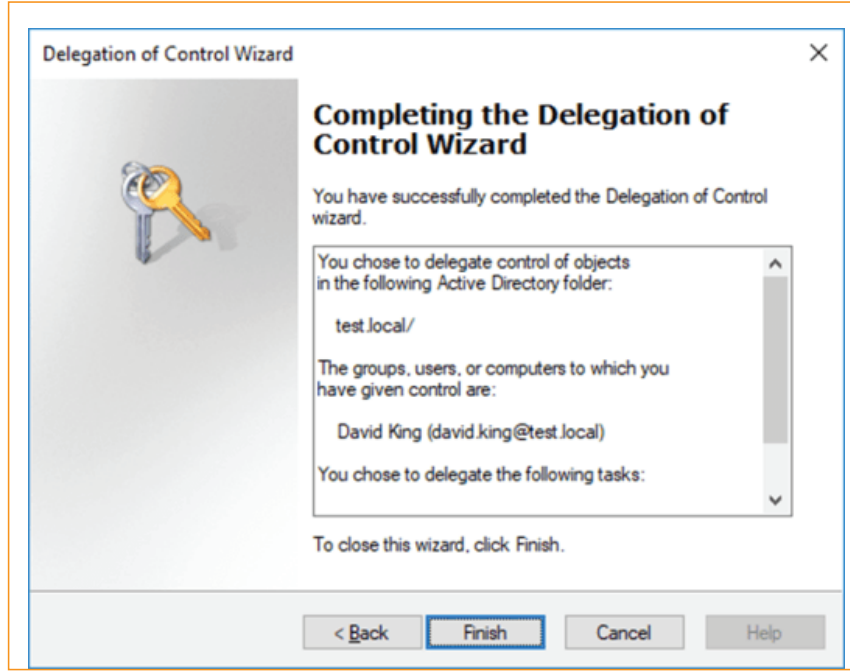 Delegation of Control Wizard
Completing the Delegation of
Control Wizard
You have successfully completed the Delegation of Control
wizard.
You chose to delegate control of objects
in the following Active Directory folder:
test.local/
The groups, users, or computers to which you
have given control are:
David King (david.king@test.local)
You chose to delegate the following tasks:
To close this wizard, click Finish.
< Back
Finish
Cancel
Help